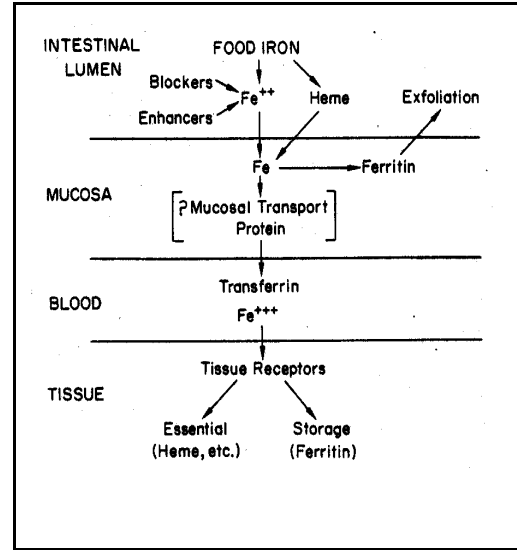 INTESTINAL
LUMEN
FOOD IRON
Blockers
Enhancers
Fe++
Heme
Exfoliation
MUCOSA
Fe
Ferritin
[? Mucosal Transport
Protein]
BLOOD
Transferrin
Fe+++
TISSUE
Tissue Receptors
Essential
(Heme, etc.)
Storage
(Ferritin)